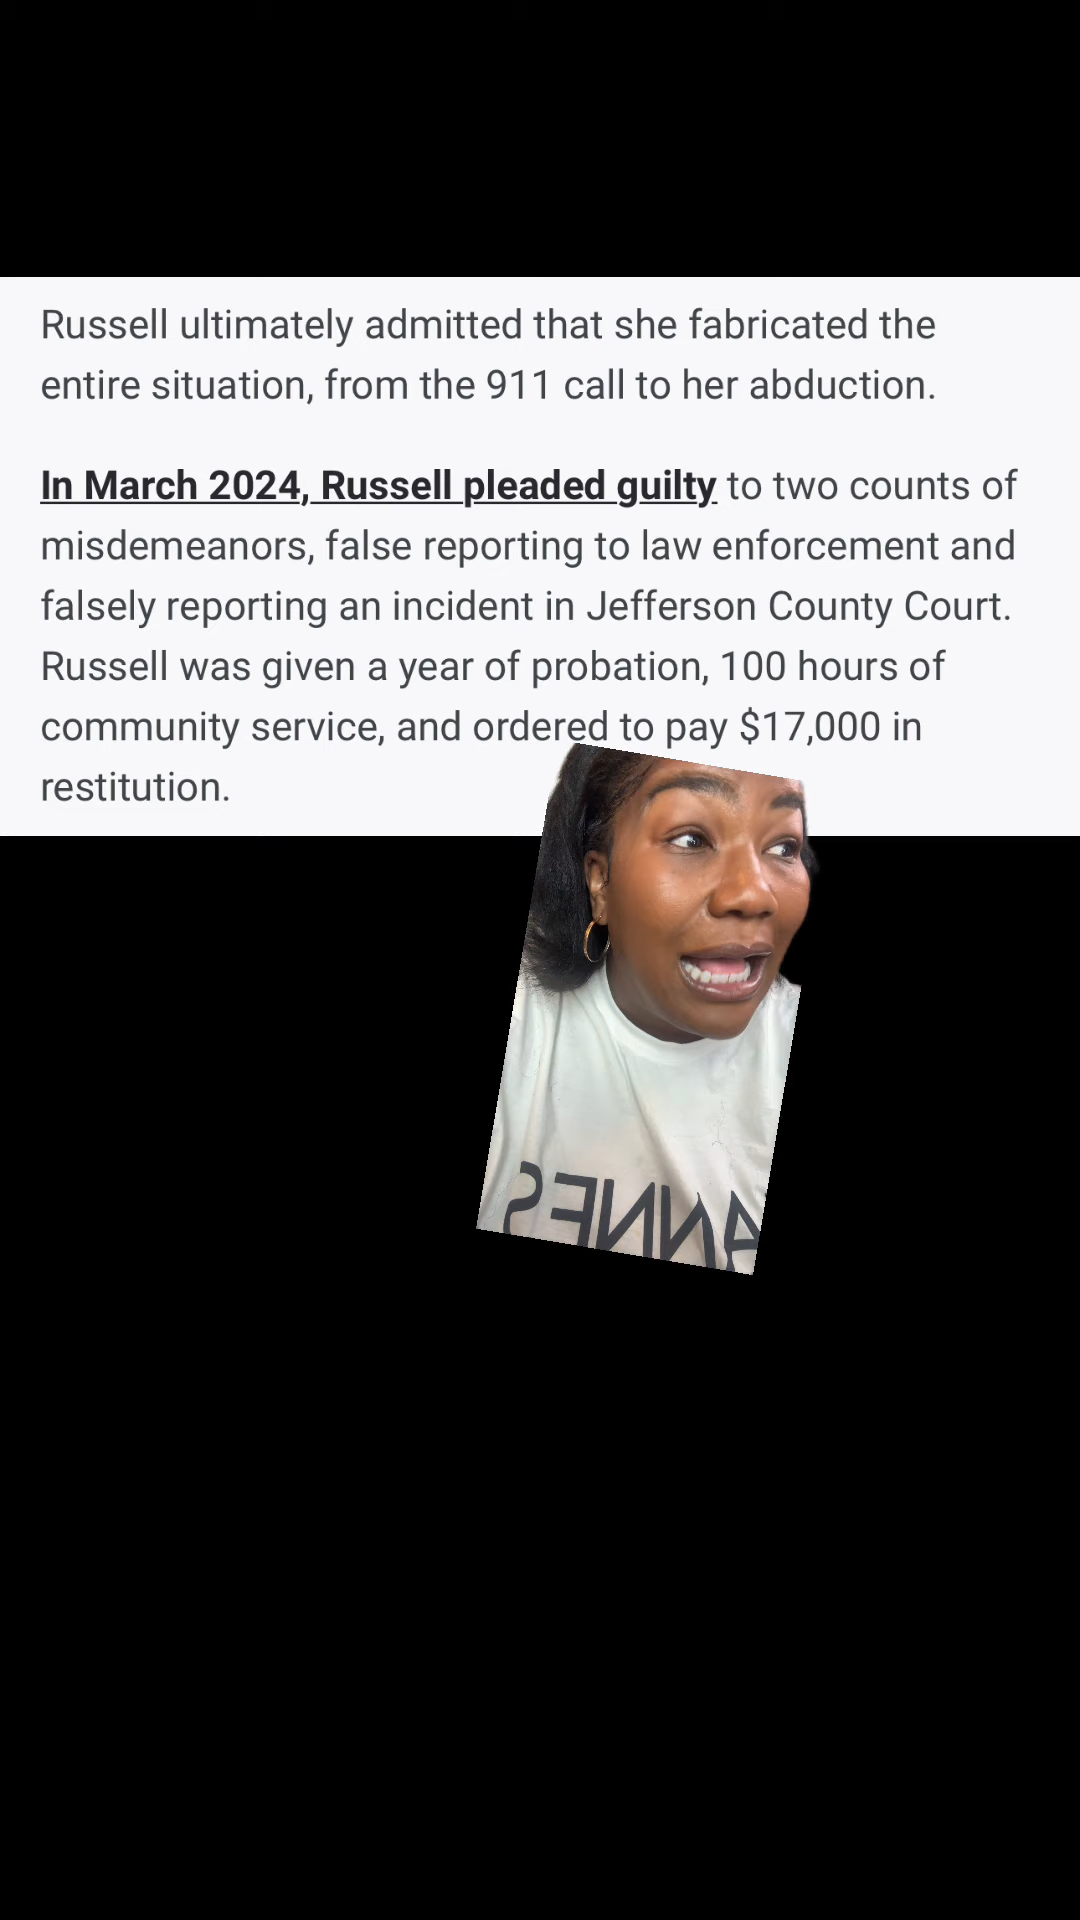 Russell ultimately admitted that she fabricated the
entire situation, from the 911 call to her abduction.
In March 2024, Russell pleaded guilty to two counts of
misdemeanors, false reporting to law enforcement and
falsely reporting an incident in Jefferson County Court.
Russell was given a year of probation, 100 hours of
community service, and ordered to pay $17,000 in
restitution.
ANNES